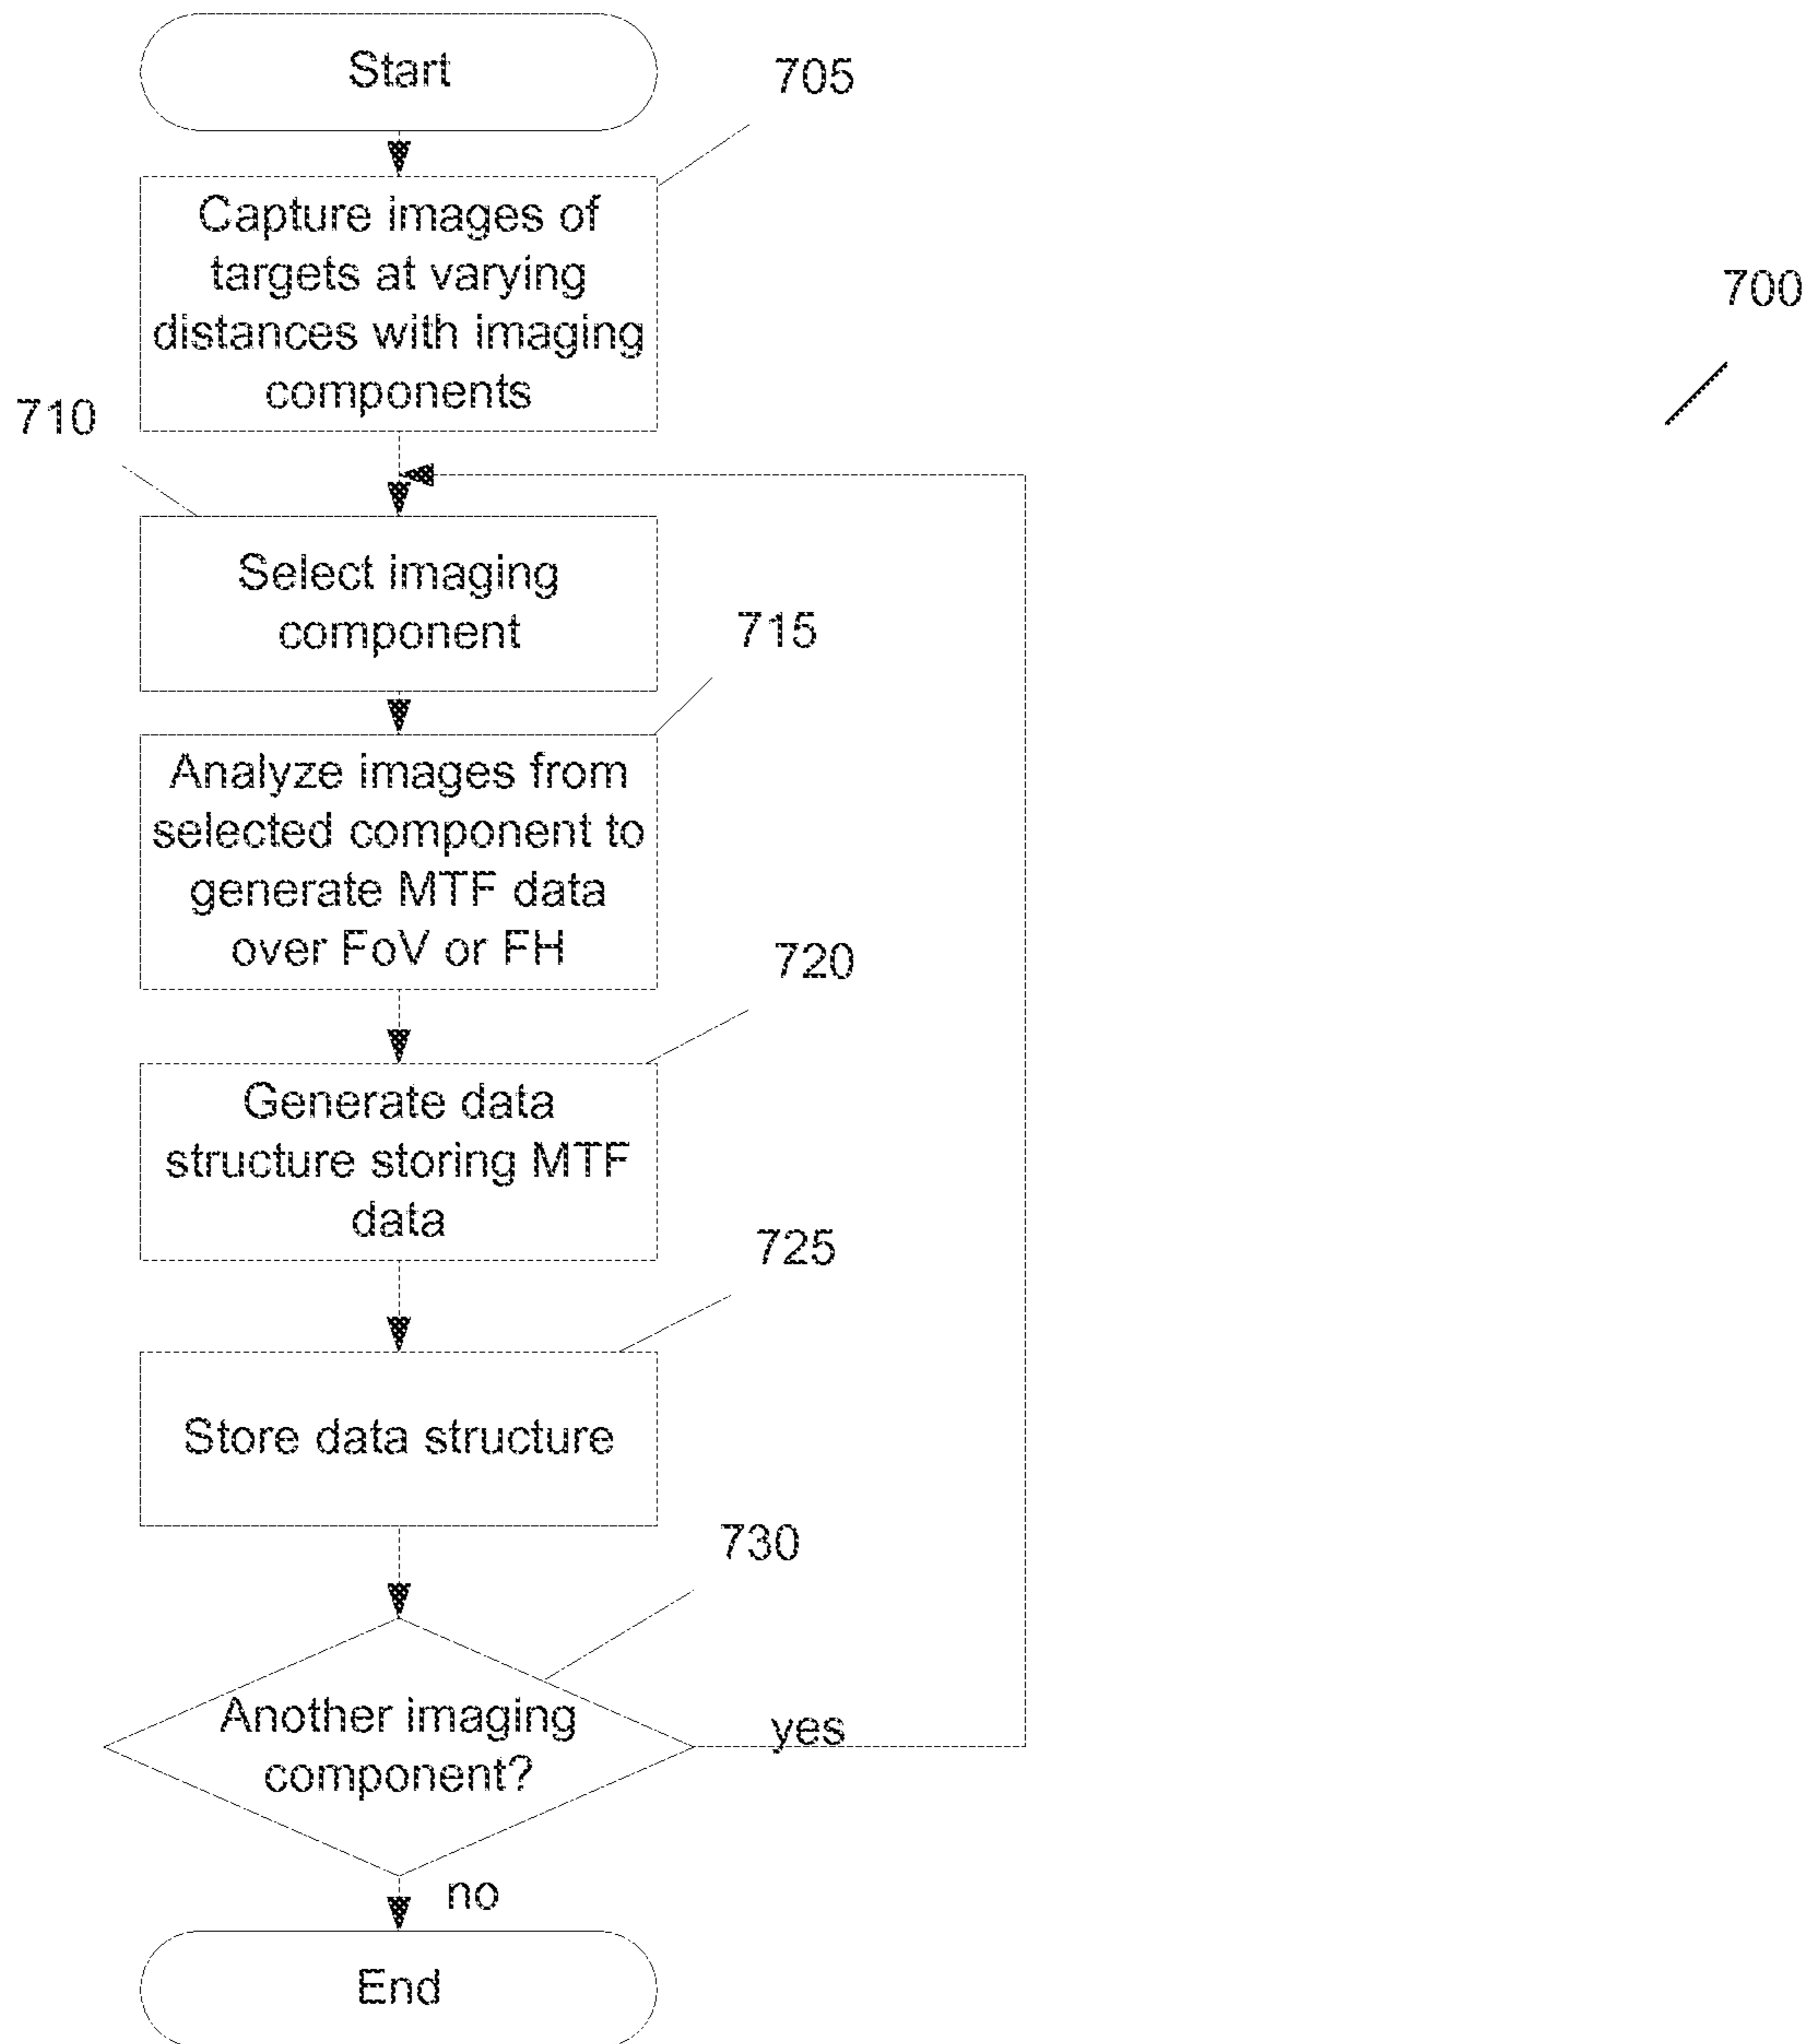 Start
705
Capture images of
targets at varying
distances with imaging
components
700
710
Select imaging
component
715
Analyze images from
selected component to
generate MTF data
over FoV or FH
720
Generate data
structure storing MTF
data
725
Store data structure
730
Another imaging
component?
yes
no
End